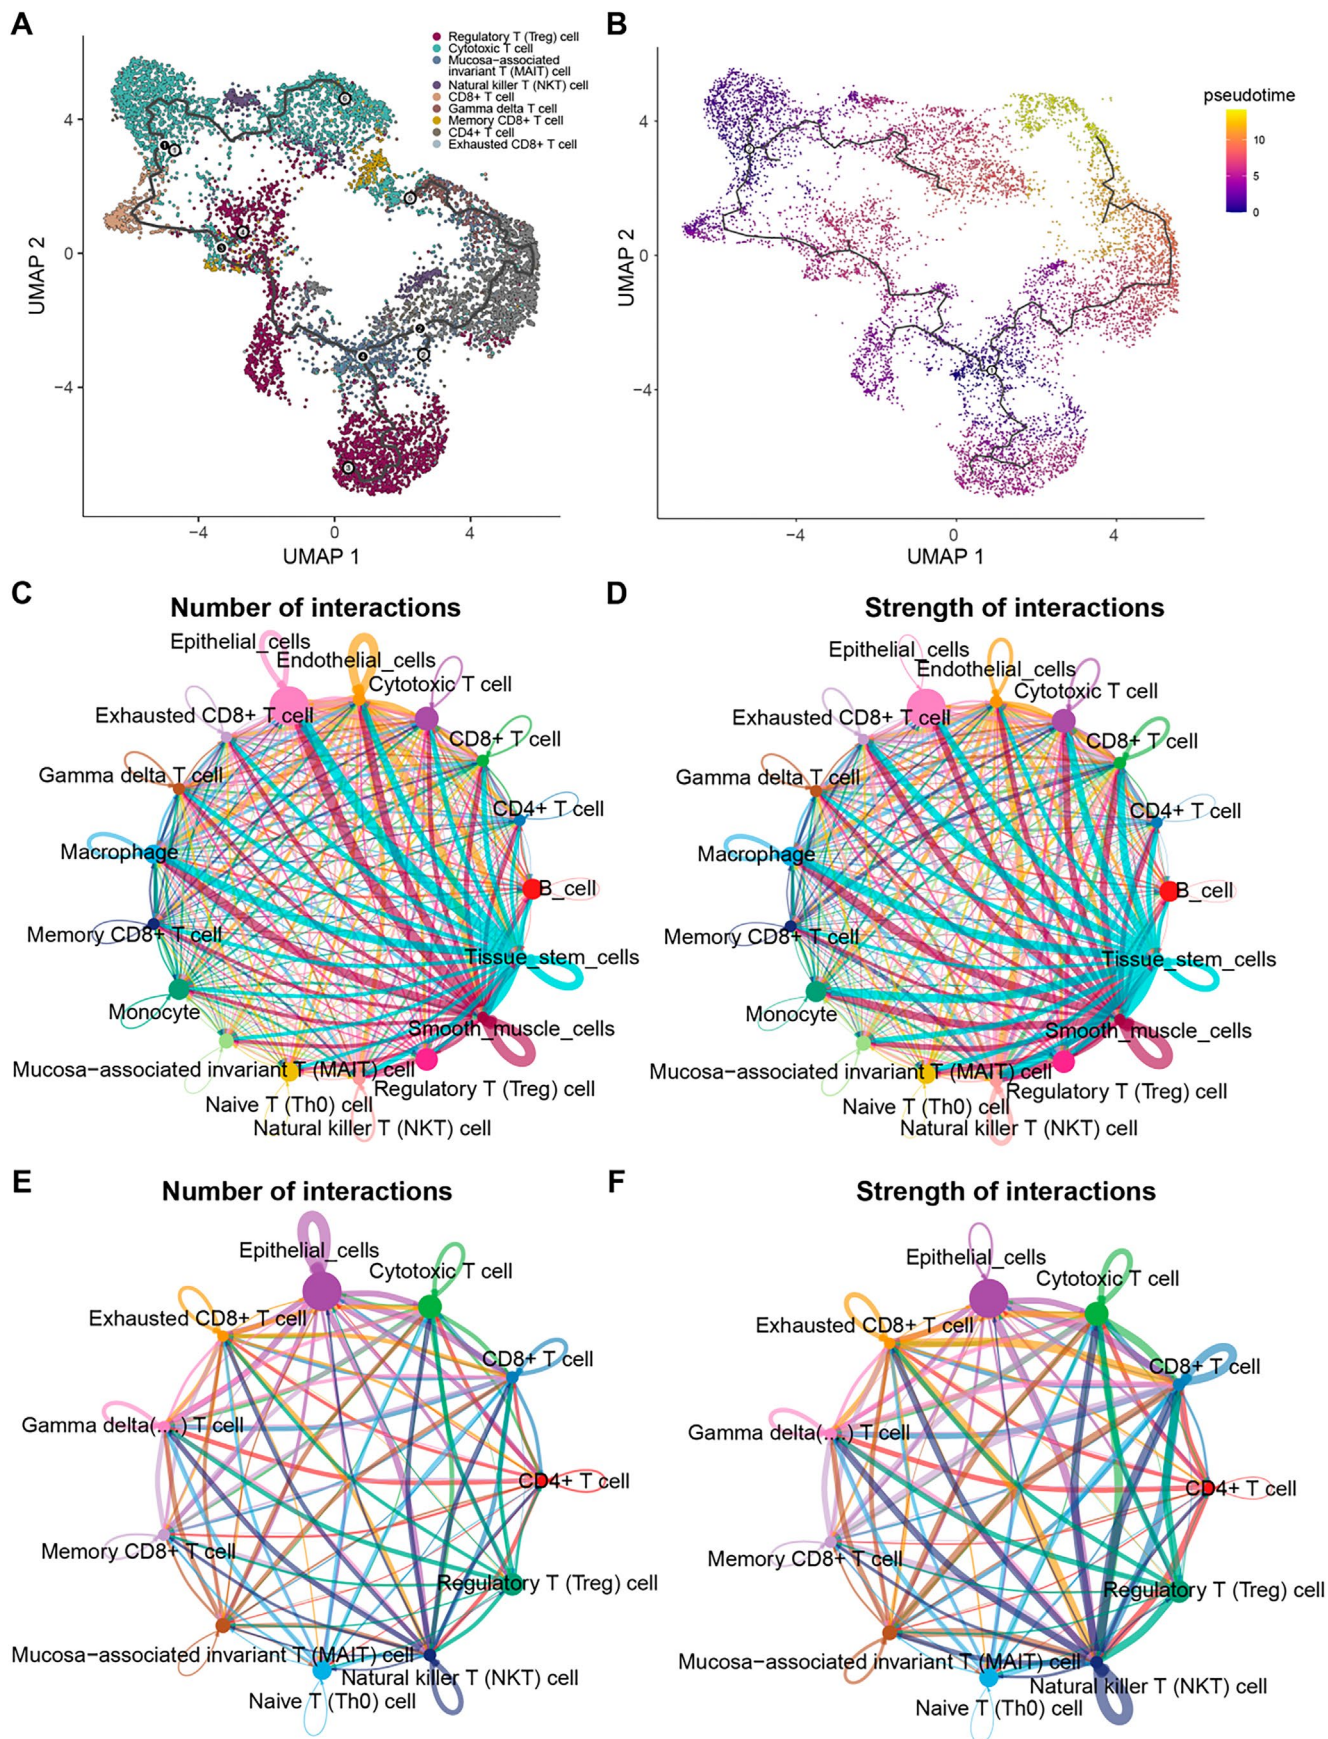 A
B
Regulatory T (Treg) cell
Cytotoxic T cell
Mucosa−associated
invariant T (MAIT) cell
Natural killer T (NKT) cell
CD8+ T cell
Gamma delta T cell
Memory CD8+ T cell
CD4+ T cell
Exhausted CD8+ T cell
pseudotime
10
5
0
4
0
−4
UMAP 2
−4
0
4
UMAP 1
4
0
−4
UMAP 2
−4
0
4
UMAP 1
C
Number of interactions
Epithelial_cells
Endothelial_cells
Cytotoxic T cell
Exhausted CD8+ T cell
CD8+ T cell
Gamma delta T cell
CD4+ T cell
Macrophage
B_cell
Memory CD8+ T cell
Tissue_stem_cells
Monocyte
Smooth_muscle_cells
Mucosa−associated invariant T (MAIT) cell
Regulatory T (Treg) cell
Naive T (Th0) cell
Natural killer T (NKT) cell
D
Strength of interactions
Epithelial_cells
Endothelial_cells
Cytotoxic T cell
Exhausted CD8+ T cell
CD8+ T cell
Gamma delta T cell
CD4+ T cell
Macrophage
B_cell
Memory CD8+ T cell
Tissue_stem_cells
Monocyte
Smooth_muscle_cells
Mucosa−associated invariant T (MAIT) cell
Regulatory T (Treg) cell
Naive T (Th0) cell
Natural killer T (NKT) cell
E
Number of interactions
Epithelial_cells
Cytotoxic T cell
Exhausted CD8+ T cell
CD8+ T cell
Gamma delta(....) T cell
CD4+ T cell
Memory CD8+ T cell
Regulatory T (Treg) cell
Mucosa−associated invariant T (MAIT) cell
Natural killer T (NKT) cell
Naive T (Th0) cell
F
Strength of interactions
Epithelial_cells
Cytotoxic T cell
Exhausted CD8+ T cell
CD8+ T cell
Gamma delta(....) T cell
CD4+ T cell
Memory CD8+ T cell
Regulatory T (Treg) cell
Mucosa−associated invariant T (MAIT) cell
Natural killer T (NKT) cell
Naive T (Th0) cell